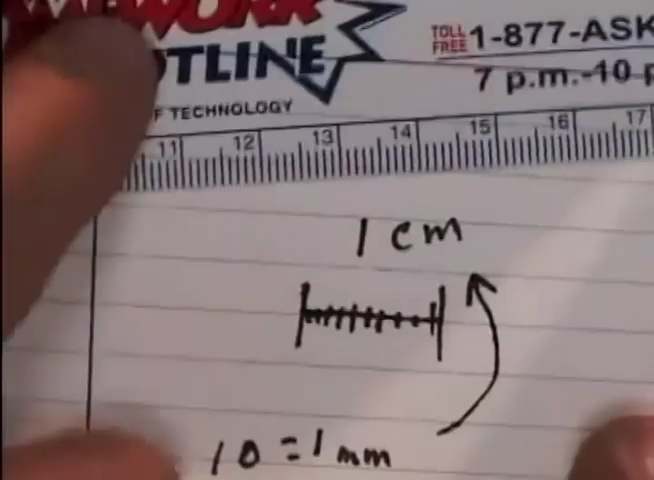 WORK
TLINE
F TECHNOLOGY
TOLL FREE 1-877-ASK
7 p.m.-10 p
11 12 13 14 15 16 17
1 cm
10 = 1 mm